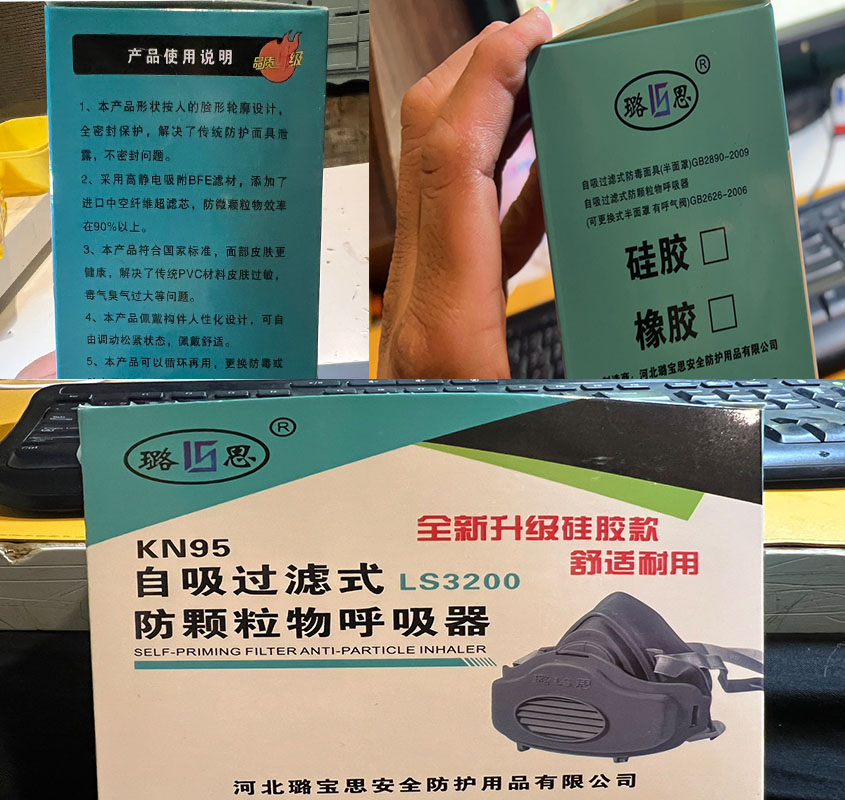 产品使用说明
品质升级
1、本产品形状按人的脸形轮廓设计，
全密封保护，解决了传统防护面具泄
露，不密封问题。
2、采用高静电吸附BFE滤材，添加了
进口中空纤维超滤芯，防微颗粒物效率
在90%以上。
3、本产品符合国家标准，面部皮肤更
健康，解决了传统PVC材料皮肤过敏，
毒气臭气过大等问题。
4、本产品佩戴构件人性化设计，可自
由调动松紧状态，佩戴舒适。
5、本产品可以循环再用，更换防毒或
璐LS思®
自吸过滤式防毒面具(半面罩)GB2890-2009
自吸过滤式防颗粒物呼吸器
(可更换式半面罩 有呼气阀)GB2626-2006
硅胶
橡胶
制造商：河北璐宝思安全防护用品有限公司
璐LS思®
全新升级硅胶款
舒适耐用
KN95
自吸过滤式 LS3200
防颗粒物呼吸器
SELF-PRIMING FILTER ANTI-PARTICLE INHALER
璐LS思
河北璐宝思安全防护用品有限公司